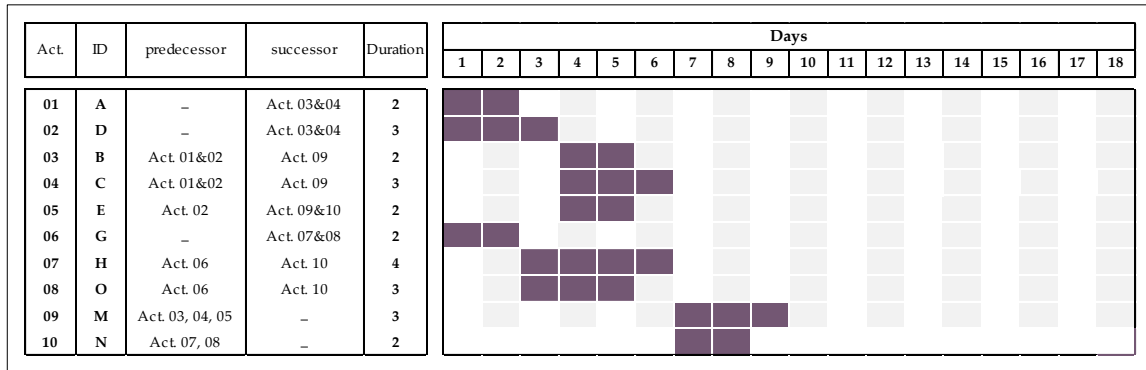 Act. ID predecessor successor Duration Days
1 2 3 4 5 6 7 8 9 10 11 12 13 14 15 16 17 18
01 A – Act. 03&04 2
02 D – Act. 03&04 3
03 B Act. 01&02 Act. 09 2
04 C Act. 01&02 Act. 09 3
05 E Act. 02 Act. 09&10 2
06 G – Act. 07&08 2
07 H Act. 06 Act. 10 4
08 O Act. 06 Act. 10 3
09 M Act. 03, 04, 05 – 3
10 N Act. 07, 08 – 2